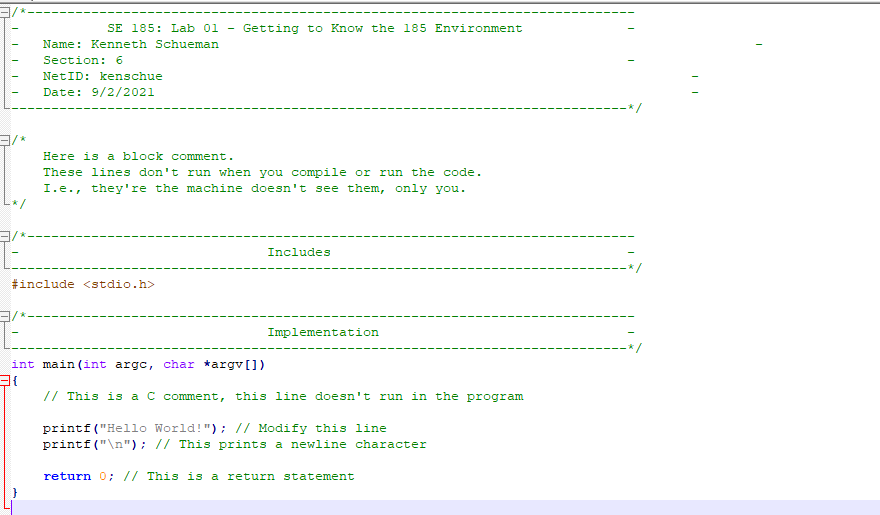 /*----------------------------------------------------------------------------
- SE 185: Lab 01 - Getting to Know the 185 Environment -
- Name: Kenneth Schueman -
- Section: 6 -
- NetID: kenschue -
- Date: 9/2/2021 -
-----------------------------------------------------------------------------*/
/*
Here is a block comment.
These lines don't run when you compile or run the code.
I.e., they're the machine doesn't see them, only you.
*/
/*----------------------------------------------------------------------------
- Includes -
-----------------------------------------------------------------------------*/
#include <stdio.h>
/*----------------------------------------------------------------------------
- Implementation -
-----------------------------------------------------------------------------*/
int main(int argc, char *argv[])
{
// This is a C comment, this line doesn't run in the program
printf("Hello World!"); // Modify this line
printf("\n"); // This prints a newline character
return 0; // This is a return statement
}